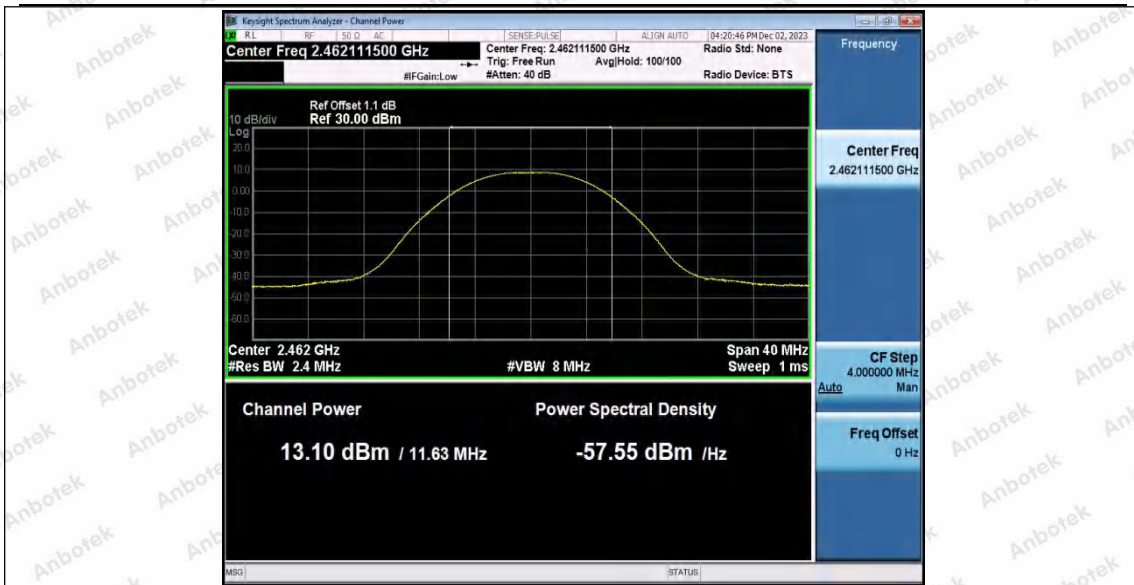 Keysight Spectrum Analyzer - Channel Power
LXI RL RF 50 Ω AC SENSE:PULSE ALIGN AUTO 04:20:46 PM Dec 02, 2023
Center Freq 2.462111500 GHz
Center Freq: 2.462111500 GHz Radio Std: None
Trig: Free Run Avg|Hold: 100/100
#IFGain:Low #Atten: 40 dB Radio Device: BTS
Ref Offset 1.1 dB
10 dB/div Ref 30.00 dBm
Log
20.0
10.0
0.00
-10.0
-20.0
-30.0
-40.0
-50.0
-60.0
Center 2.462 GHz Span 40 MHz
#Res BW 2.4 MHz #VBW 8 MHz Sweep 1 ms
Channel Power Power Spectral Density
13.10 dBm / 11.63 MHz -57.55 dBm /Hz
MSG STATUS
Frequency
Center Freq
2.462111500 GHz
CF Step
4.000000 MHz
Auto Man
Freq Offset
0 Hz
Anbotek